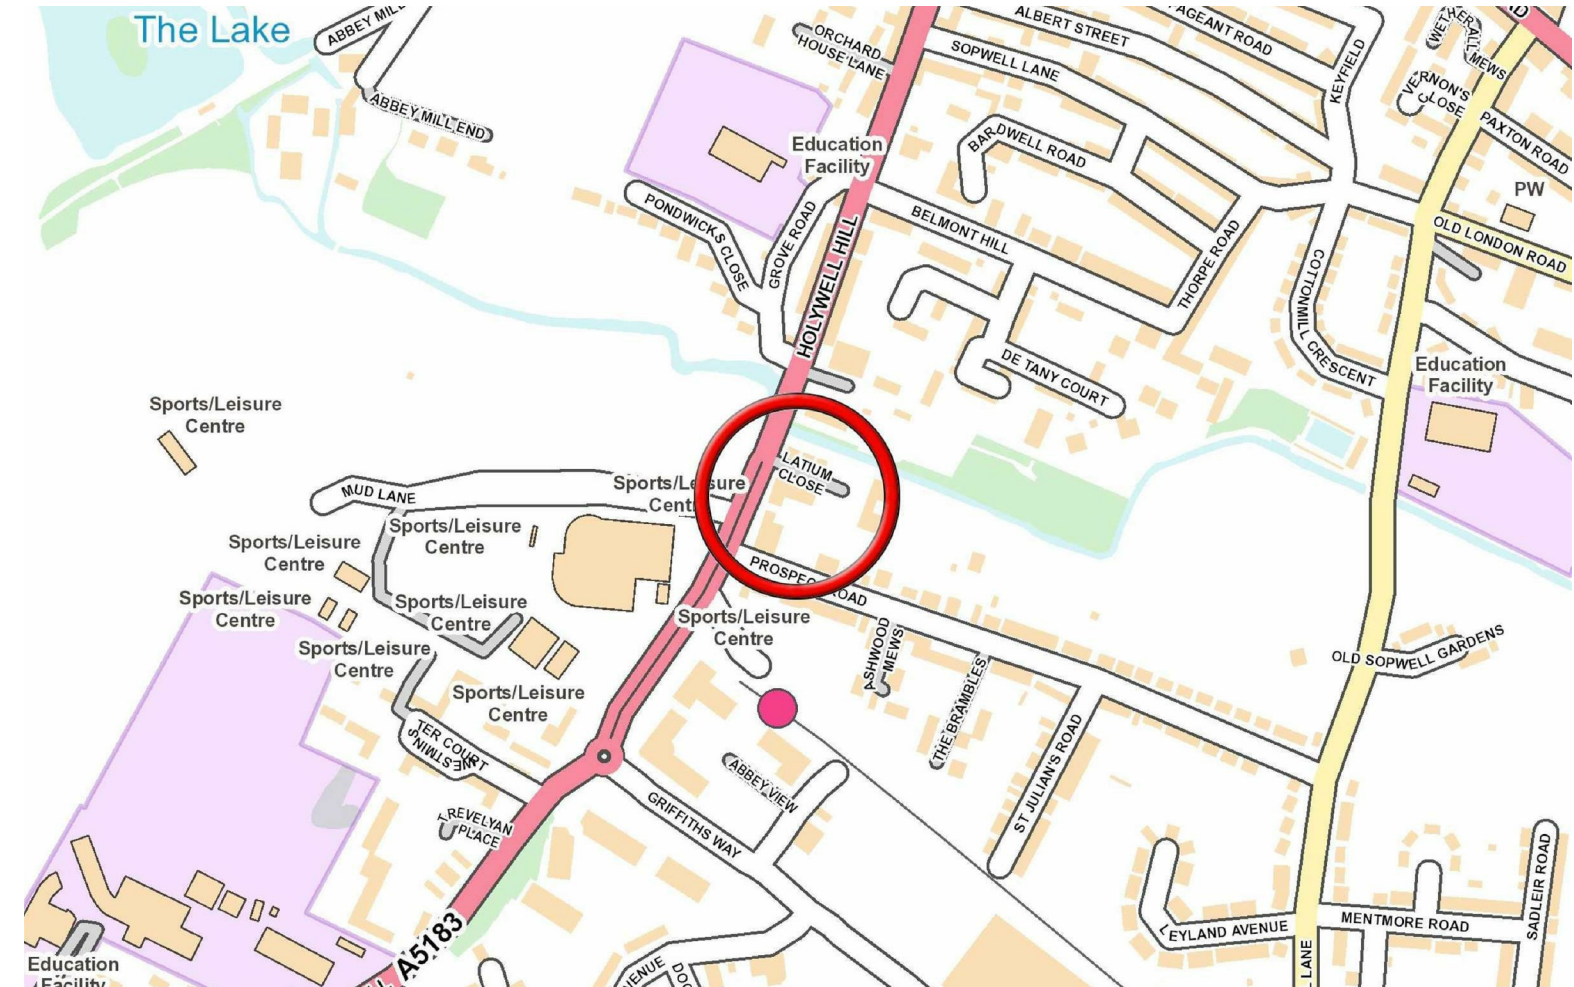 The Lake
ABBEY MILL
ABBEY MILL END
ORCHARD
HOUSE LANE
ALBERT STREET
PAGEANT ROAD
SOPWELL LANE
KEYFIELD
WETHERALL
MEWS
VERNON'S
CLOSE
PAXTON ROAD
PW
OLD LONDON ROAD
Education
Facility
BARDWELL ROAD
BELMONT HILL
THORPE ROAD
COTTONMILL CRESCENT
PONDWICKS CLOSE
GROVE ROAD
HOLYWELL HILL
DE TANY COURT
Education
Facility
Sports/Leisure
Centre
MUD LANE
Sports/Leisure
Cent
LATIUM
CLOSE
Sports/Leisure
Centre
Sports/Leisure
Centre
Sports/Leisure
Centre
Sports/Leisure
Centre
Sports/Leisure
Centre
Sports/Leisure
Centre
Sports/Leisure
Centre
PROSPECT ROAD
ASHWOOD
MEWS
THE BRAMBLES
ST JULIAN'S ROAD
OLD SOPWELL GARDENS
WESTMINSTER COURT
TREVELYAN
PLACE
ABBEY VIEW
GRIFFITHS WAY
A5183
LEYLAND AVENUE
MENTMORE ROAD
SADLEIR ROAD
LANE
Education
Facility